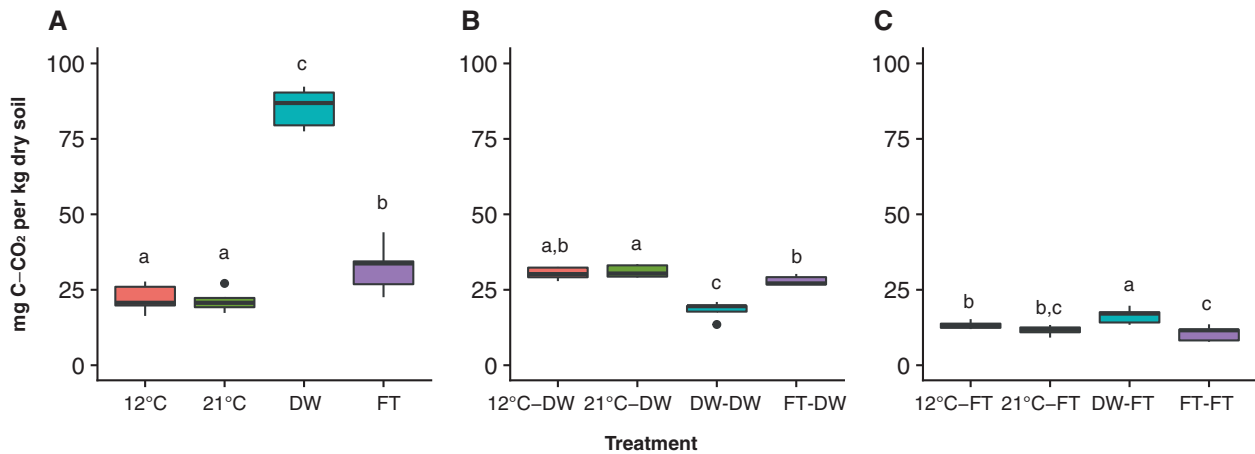 A
B
C
mg C–CO₂ per kg dry soil
100
75
50
25
0
a
a
c
b
12°C
21°C
DW
FT
100
75
50
25
0
a,b
a
c
b
12°C–DW
21°C–DW
DW-DW
FT-DW
100
75
50
25
0
b
b,c
a
c
12°C–FT
21°C–FT
DW-FT
FT-FT
Treatment